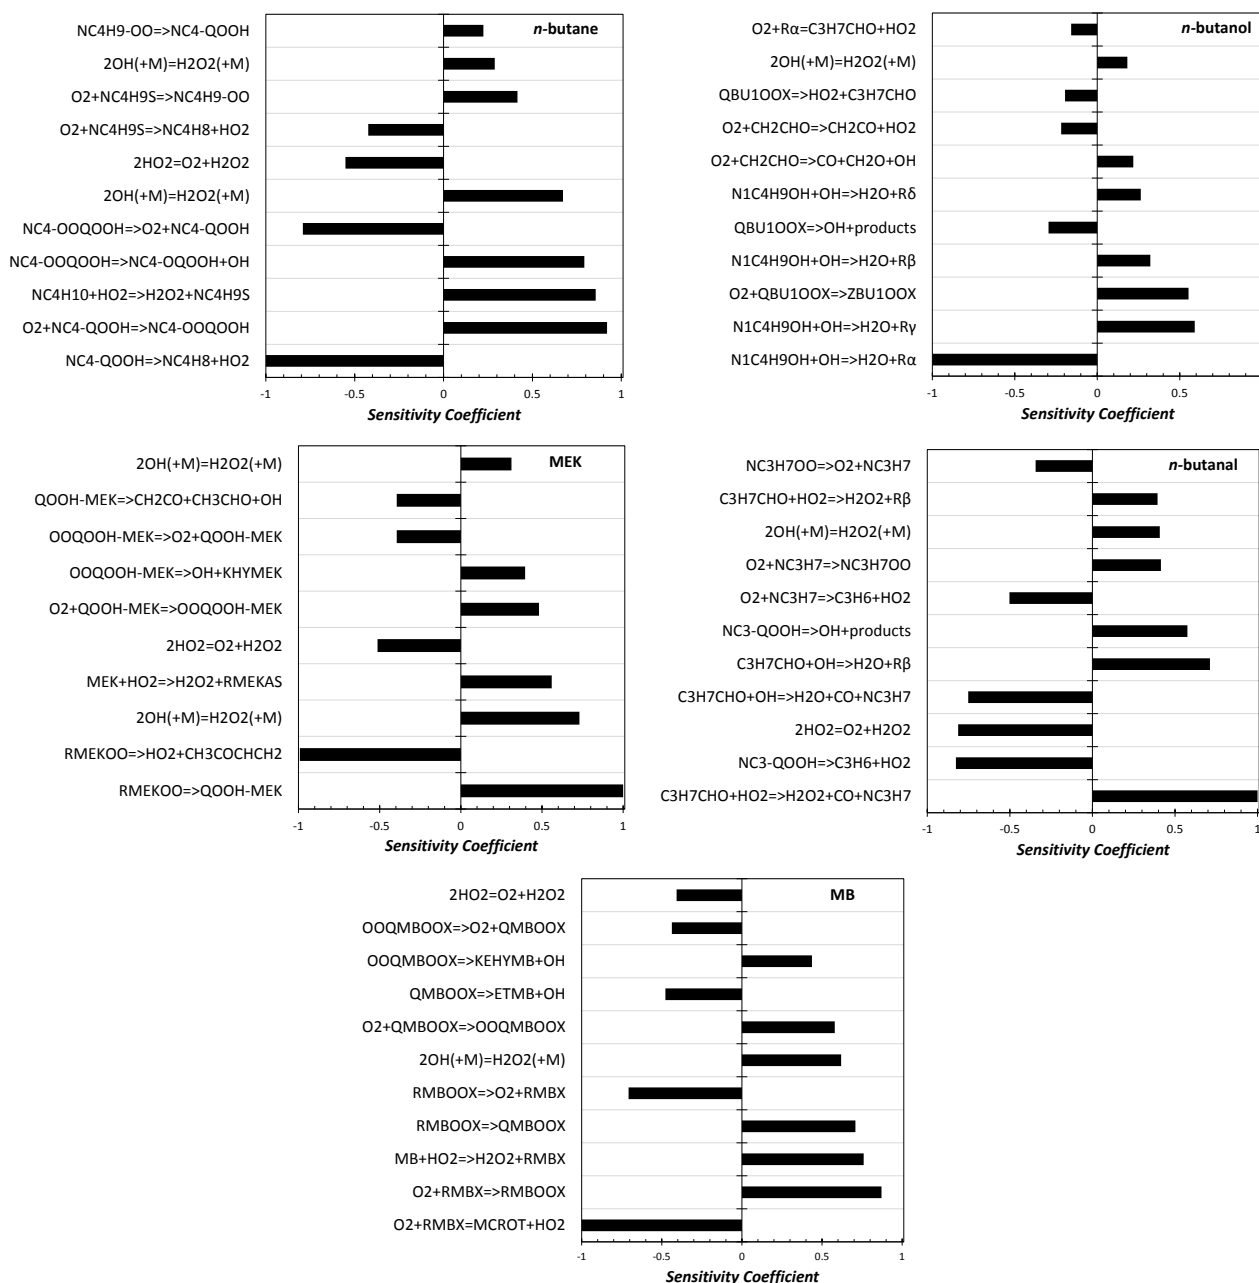 n-butane
NC4H9-OO=>NC4-QOOH
2OH(+M)=H2O2(+M)
O2+NC4H9S=>NC4H9-OO
O2+NC4H9S=>NC4H8+HO2
2HO2=O2+H2O2
2OH(+M)=H2O2(+M)
NC4-OOQOOH=>O2+NC4-QOOH
NC4-OOQOOH=>NC4-OQOOH+OH
NC4H10+HO2=>H2O2+NC4H9S
O2+NC4-QOOH=>NC4-OOQOOH
NC4-QOOH=>NC4H8+HO2
-1 -0.5 0 0.5 1
Sensitivity Coefficient
n-butanol
O2+Rα=C3H7CHO+HO2
2OH(+M)=H2O2(+M)
QBU1OOX=>HO2+C3H7CHO
O2+CH2CHO=>CH2CO+HO2
O2+CH2CHO=>CO+CH2O+OH
N1C4H9OH+OH=>H2O+Rδ
QBU1OOX=>OH+products
N1C4H9OH+OH=>H2O+Rβ
O2+QBU1OOX=>ZBU1OOX
N1C4H9OH+OH=>H2O+Rγ
N1C4H9OH+OH=>H2O+Rα
-1 -0.5 0 0.5 1
Sensitivity Coefficient
MEK
2OH(+M)=H2O2(+M)
QOOH-MEK=>CH2CO+CH3CHO+OH
OOQOOH-MEK=>O2+QOOH-MEK
OOQOOH-MEK=>OH+KHYMEK
O2+QOOH-MEK=>OOQOOH-MEK
2HO2=O2+H2O2
MEK+HO2=>H2O2+RMEKAS
2OH(+M)=H2O2(+M)
RMEKOO=>HO2+CH3COCHCH2
RMEKOO=>QOOH-MEK
-1 -0.5 0 0.5 1
Sensitivity Coefficient
n-butanal
NC3H7OO=>O2+NC3H7
C3H7CHO+HO2=>H2O2+Rβ
2OH(+M)=H2O2(+M)
O2+NC3H7=>NC3H7OO
O2+NC3H7=>C3H6+HO2
NC3-QOOH=>OH+products
C3H7CHO+OH=>H2O+Rβ
C3H7CHO+OH=>H2O+CO+NC3H7
2HO2=O2+H2O2
NC3-QOOH=>C3H6+HO2
C3H7CHO+HO2=>H2O2+CO+NC3H7
-1 -0.5 0 0.5 1
Sensitivity Coefficient
MB
2HO2=O2+H2O2
OOQMBOOX=>O2+QMBOOX
OOQMBOOX=>KEHYMB+OH
QMBOOX=>ETMB+OH
O2+QMBOOX=>OOQMBOOX
2OH(+M)=H2O2(+M)
RMBOOX=>O2+RMBX
RMBOOX=>QMBOOX
MB+HO2=>H2O2+RMBX
O2+RMBX=>RMBOOX
O2+RMBX=MCROT+HO2
-1 -0.5 0 0.5 1
Sensitivity Coefficient